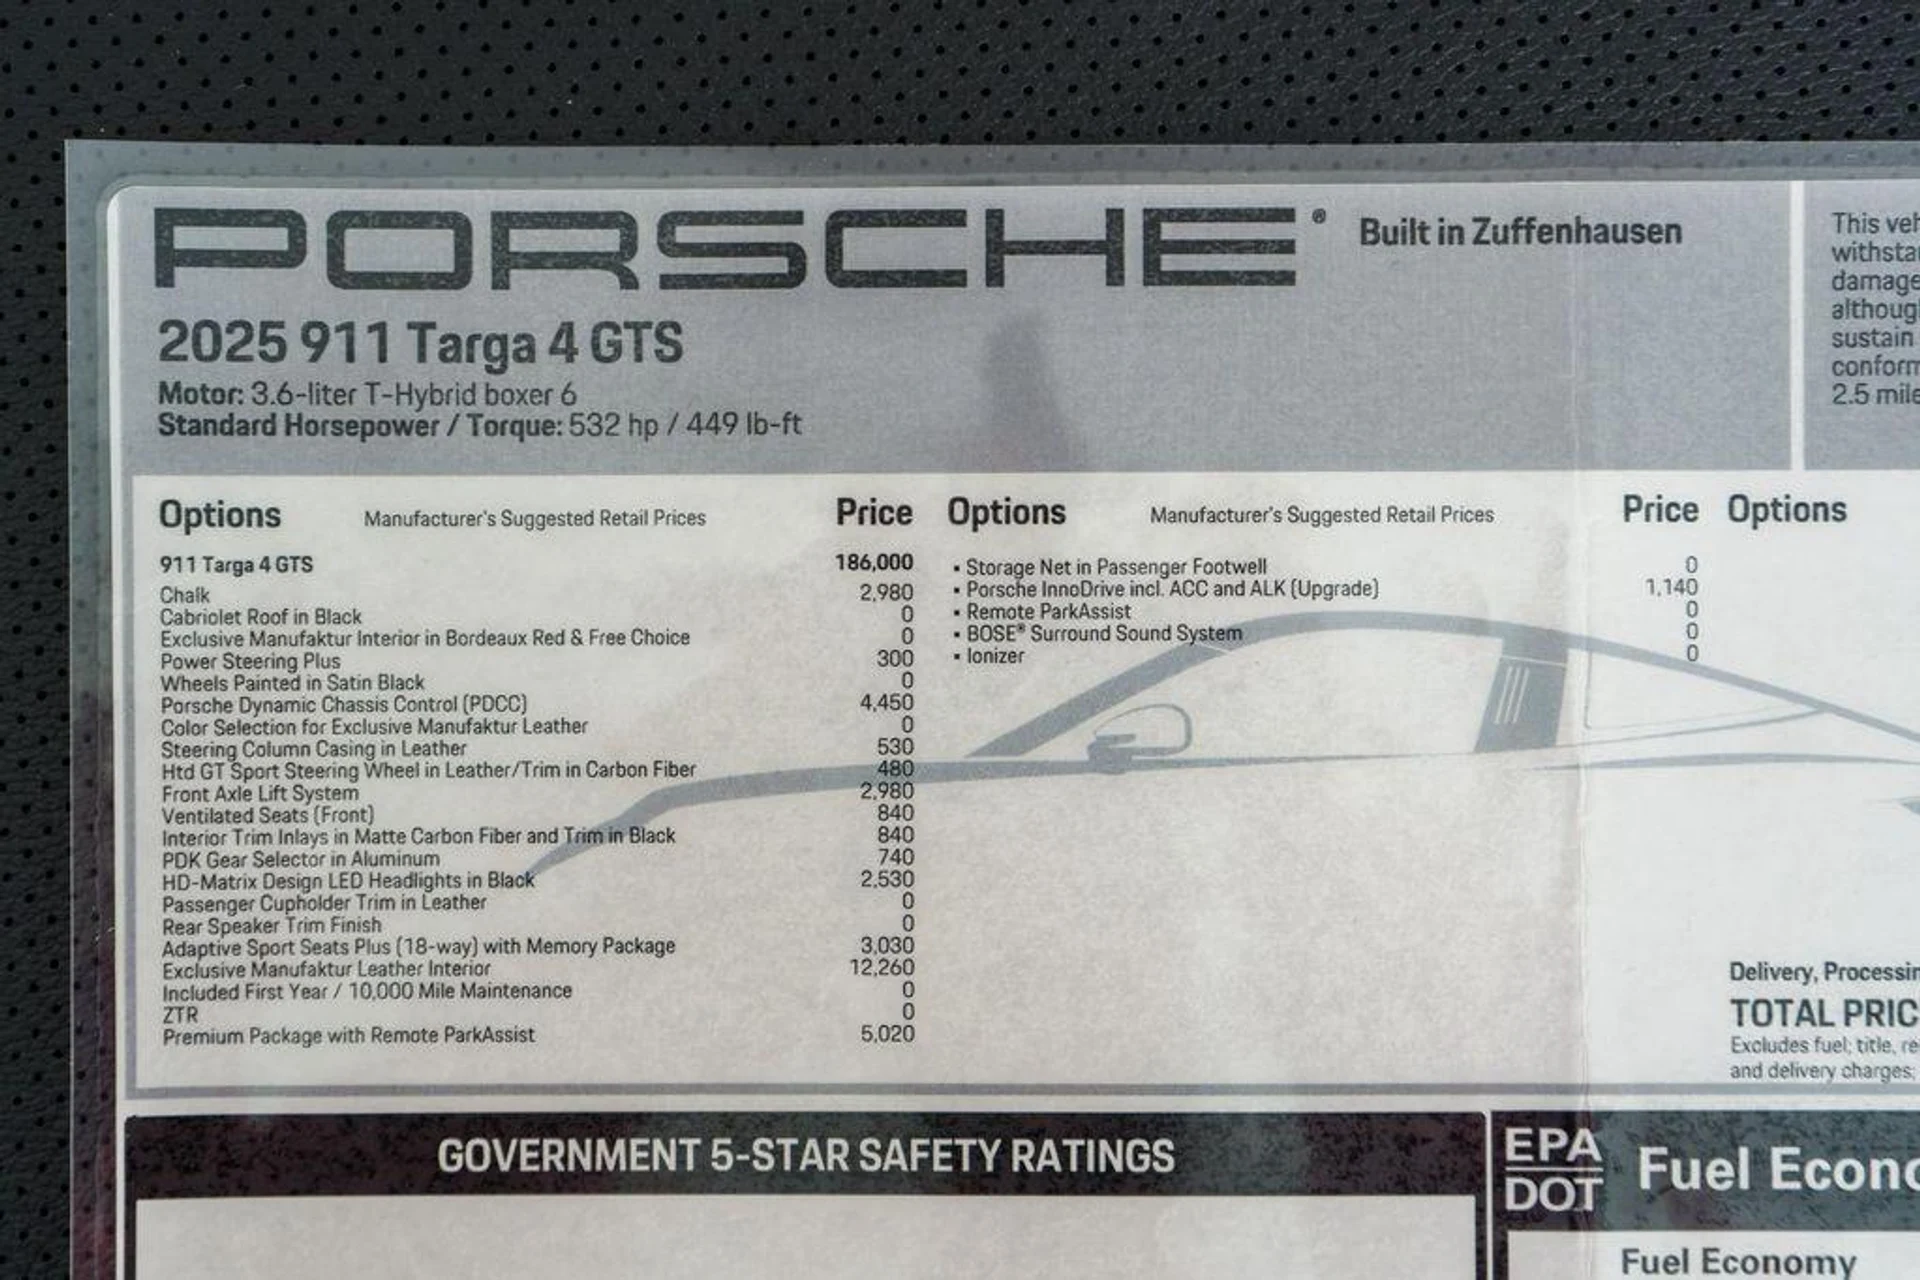 PORSCHE® Built in Zuffenhausen
2025 911 Targa 4 GTS
Motor: 3.6-liter T-Hybrid boxer 6
Standard Horsepower / Torque: 532 hp / 449 lb-ft
This veh
withsta
damage
althoug
sustain
conform
2.5 mile
Options Manufacturer's Suggested Retail Prices Price
911 Targa 4 GTS 186,000
Chalk 2,980
Cabriolet Roof in Black 0
Exclusive Manufaktur Interior in Bordeaux Red & Free Choice 0
Power Steering Plus 300
Wheels Painted in Satin Black 0
Porsche Dynamic Chassis Control (PDCC) 4,450
Color Selection for Exclusive Manufaktur Leather 0
Steering Column Casing in Leather 530
Htd GT Sport Steering Wheel in Leather/Trim in Carbon Fiber 480
Front Axle Lift System 2,980
Ventilated Seats (Front) 840
Interior Trim Inlays in Matte Carbon Fiber and Trim in Black 840
PDK Gear Selector in Aluminum 740
HD-Matrix Design LED Headlights in Black 2,530
Passenger Cupholder Trim in Leather 0
Rear Speaker Trim Finish 0
Adaptive Sport Seats Plus (18-way) with Memory Package 3,030
Exclusive Manufaktur Leather Interior 12,260
Included First Year / 10,000 Mile Maintenance 0
ZTR 0
Premium Package with Remote ParkAssist 5,020
Options Manufacturer's Suggested Retail Prices Price
▪ Storage Net in Passenger Footwell 0
▪ Porsche InnoDrive incl. ACC and ALK (Upgrade) 1,140
▪ Remote ParkAssist 0
▪ BOSE® Surround Sound System 0
▪ Ionizer 0
Options
Delivery, Processin
TOTAL PRIC
Excludes fuel; title, re
and delivery charges;
GOVERNMENT 5-STAR SAFETY RATINGS
EPA
DOT
Fuel Econo
Fuel Economy